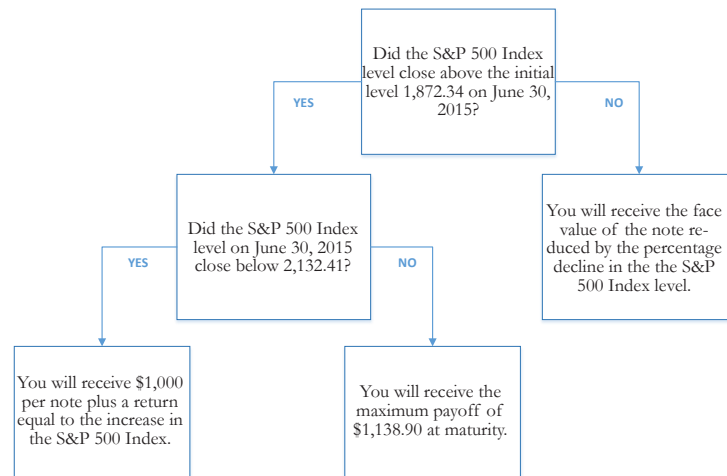 Did the S&P 500 Index
level close above the initial
level 1,872.34 on June 30,
2015?
YES
NO
Did the S&P 500 Index
level on June 30, 2015
close below 2,132.41?
You will receive the face
value of the note re-
duced by the percentage
decline in the the S&P
500 Index level.
YES
NO
You will receive $1,000
per note plus a return
equal to the increase in
the S&P 500 Index.
You will receive the
maximum payoff of
$1,138.90 at maturity.